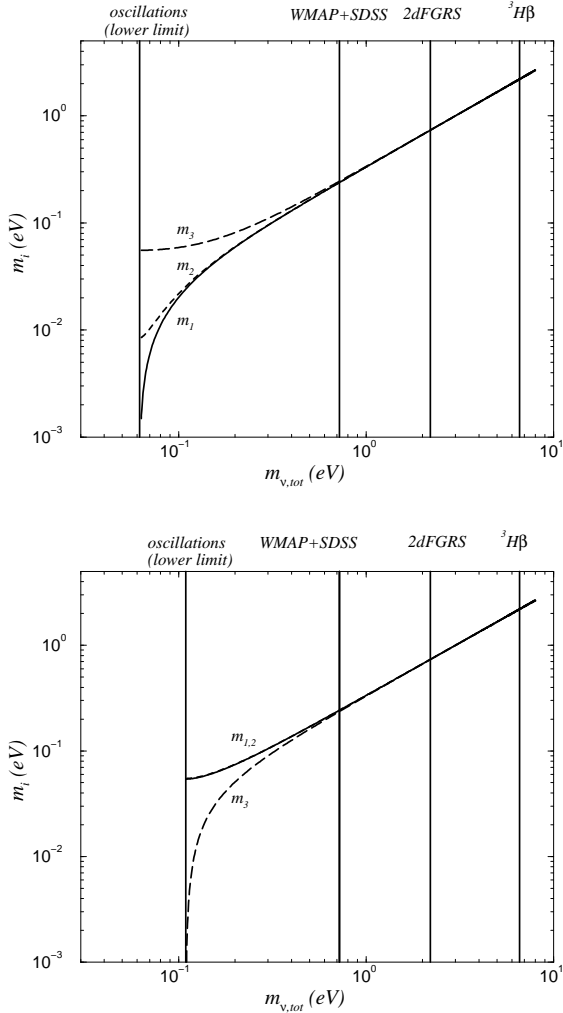 oscillations
(lower limit)
WMAP+SDSS
2dFGRS
³Hβ
10⁰
10⁻¹
10⁻²
10⁻³
mᵢ (eV)
m₃
m₂
m₁
10⁻¹
10⁰
10¹
m_ν,tot (eV)
oscillations
(lower limit)
WMAP+SDSS
2dFGRS
³Hβ
10⁰
10⁻¹
10⁻²
10⁻³
mᵢ (eV)
m₁,₂
m₃
10⁻¹
10⁰
10¹
m_ν,tot (eV)